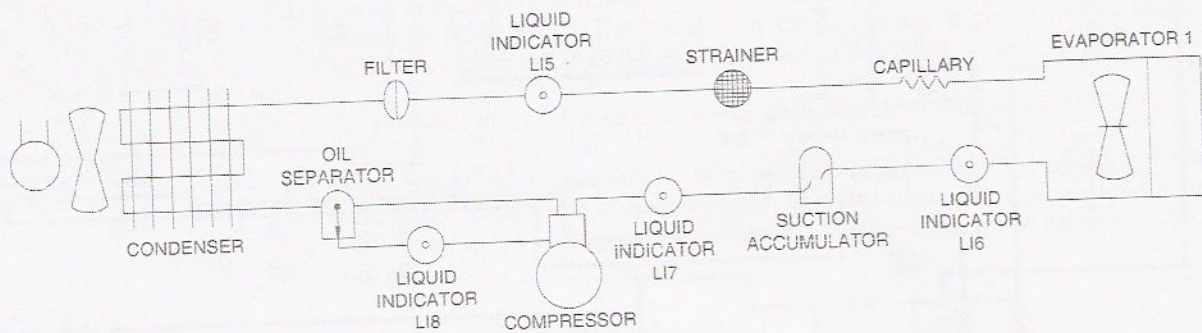 LIQUID
INDICATOR
LI5
FILTER
STRAINER
CAPILLARY
EVAPORATOR 1
OIL
SEPARATOR
CONDENSER
LIQUID
INDICATOR
LI8
COMPRESSOR
LIQUID
INDICATOR
LI7
SUCTION
ACCUMULATOR
LIQUID
INDICATOR
LI6